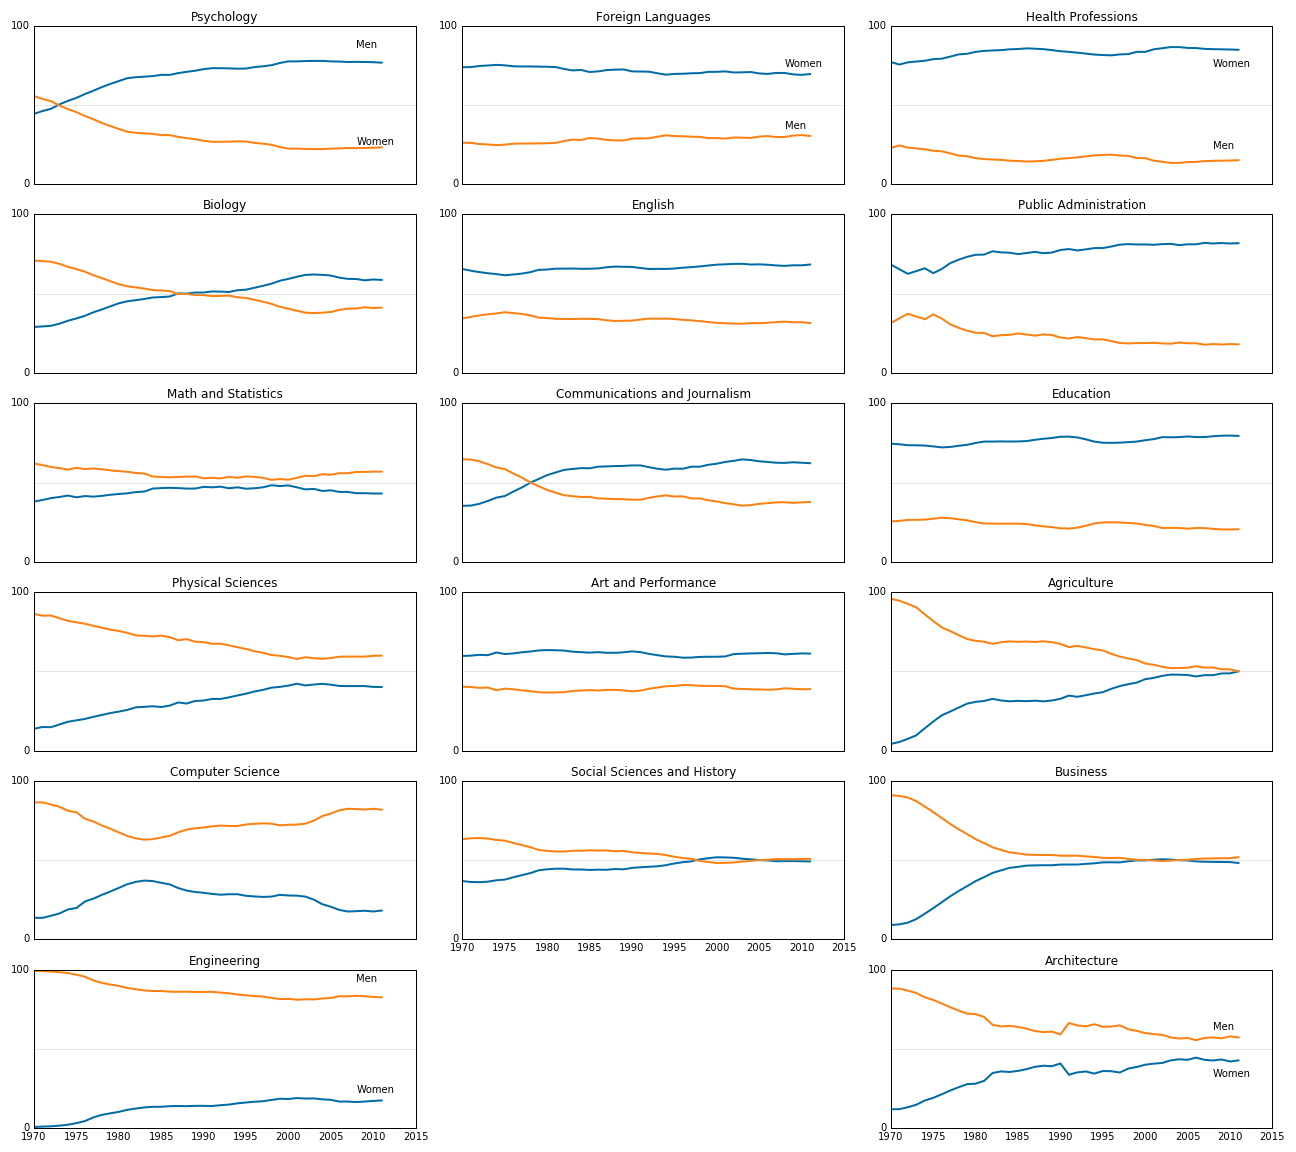 Psychology
100
Men
Women
0
Foreign Languages
100
Women
Men
0
Health Professions
100
Women
Men
0
Biology
100
0
English
100
0
Public Administration
100
0
Math and Statistics
100
0
Communications and Journalism
100
0
Education
100
0
Physical Sciences
100
0
Art and Performance
100
0
Agriculture
100
0
Computer Science
100
0
Social Sciences and History
100
0
1970 1975 1980 1985 1990 1995 2000 2005 2010 2015
Business
100
0
Engineering
100
Men
Women
0
1970 1975 1980 1985 1990 1995 2000 2005 2010 2015
Architecture
100
Men
Women
0
1970 1975 1980 1985 1990 1995 2000 2005 2010 2015